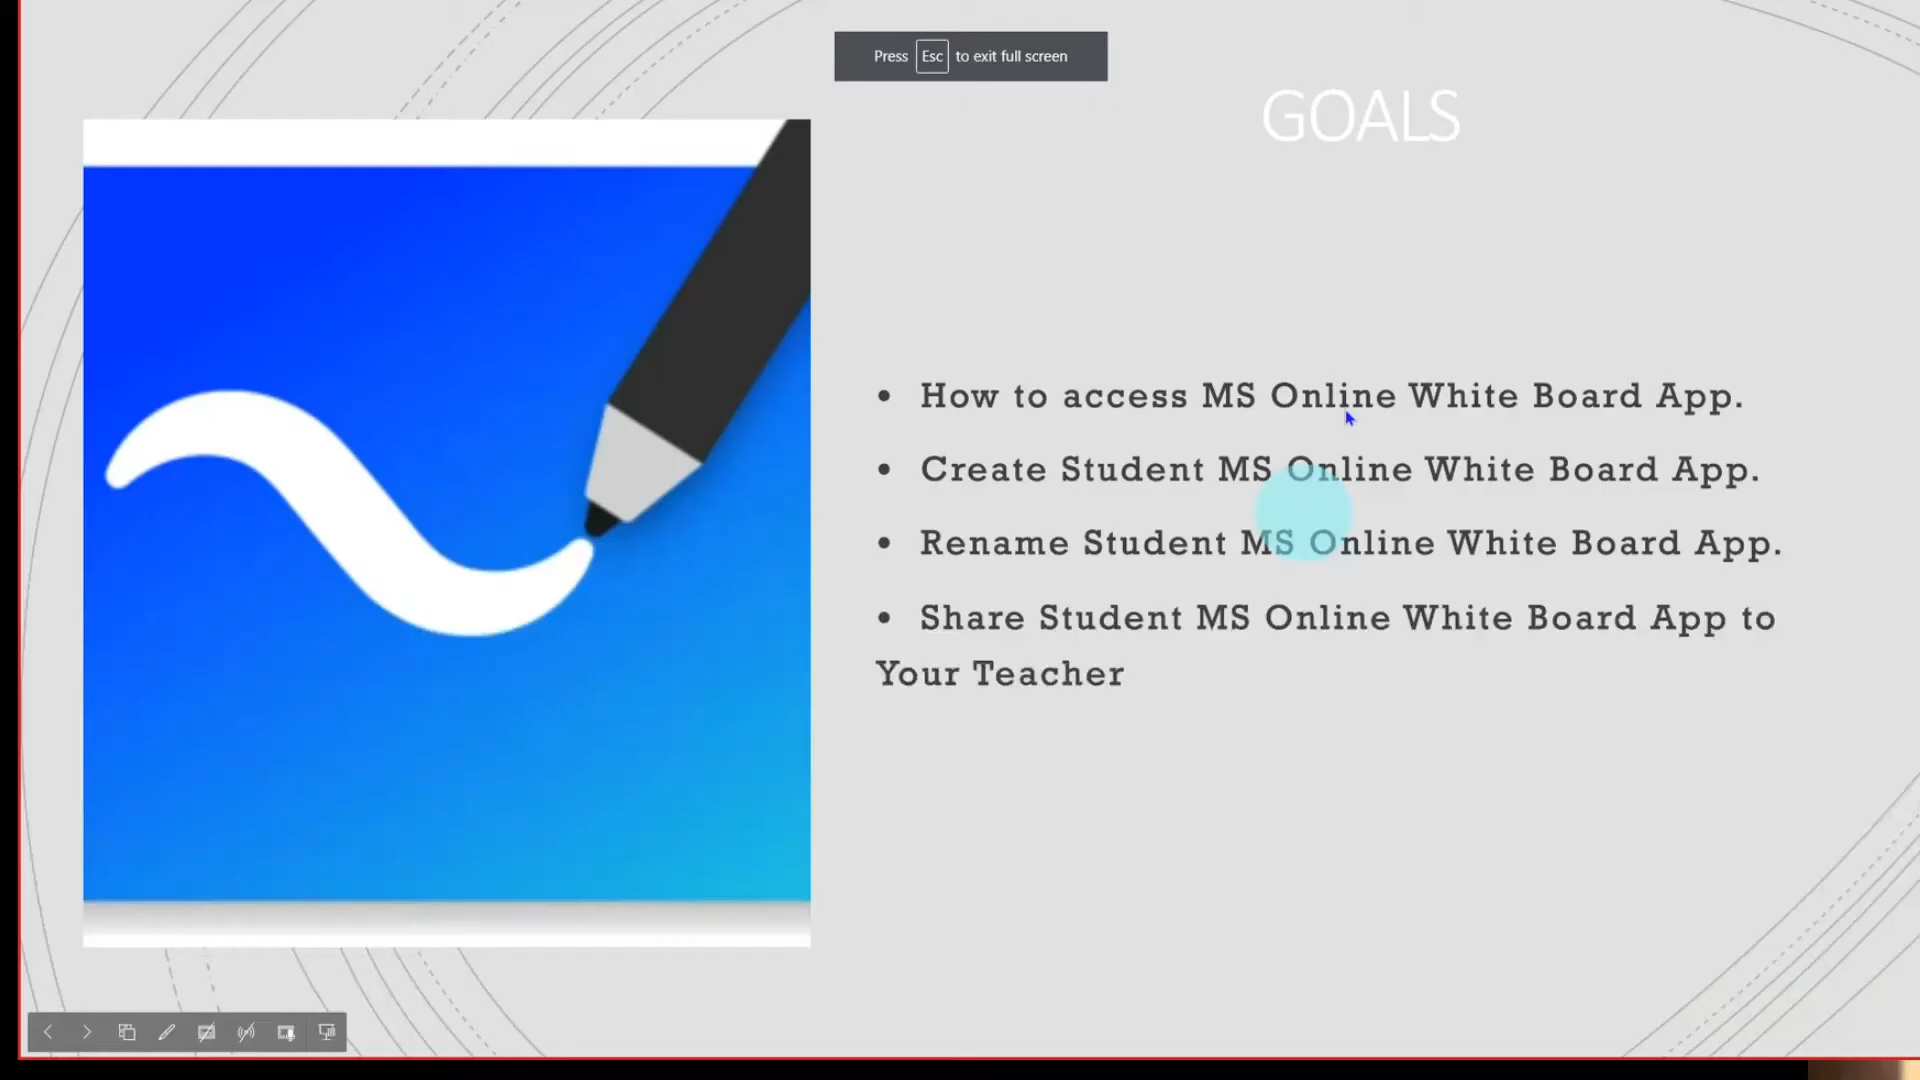 Press Esc to exit full screen
GOALS
• How to access MS Online White Board App.
• Create Student MS Online White Board App.
• Rename Student MS Online White Board App.
• Share Student MS Online White Board App to
Your Teacher